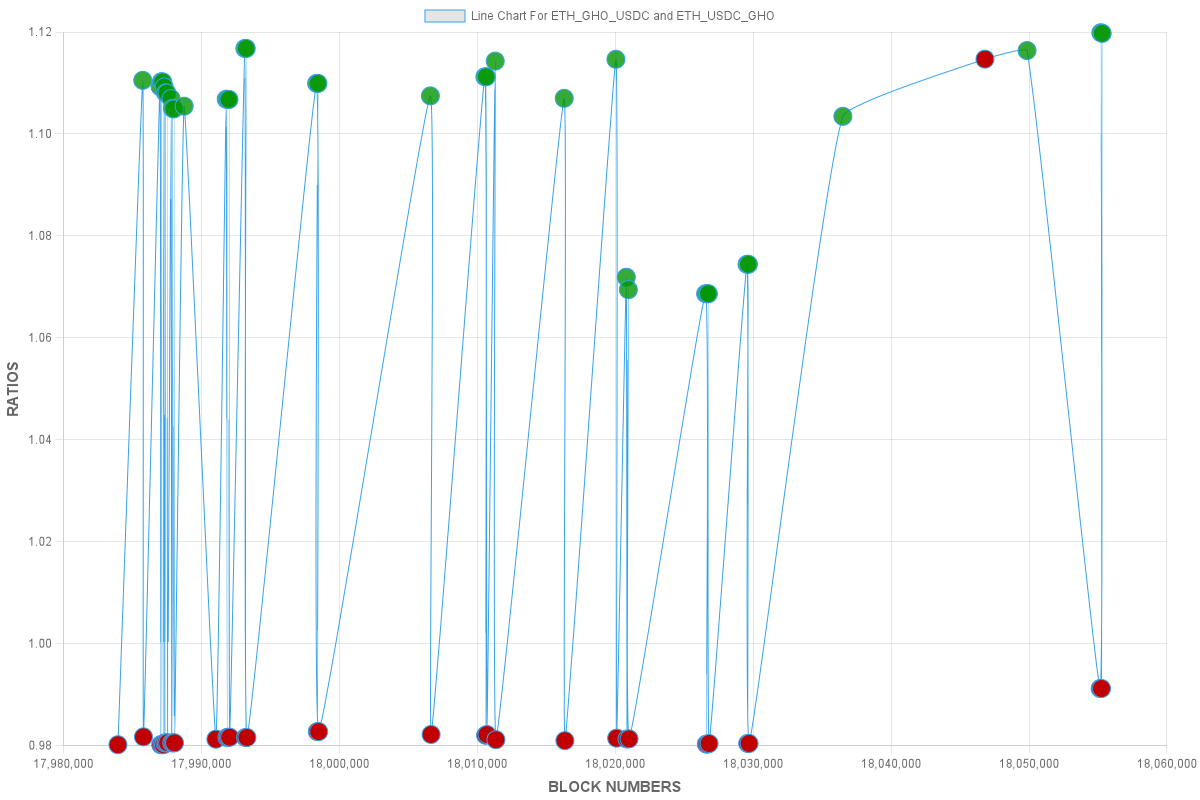 Line Chart For ETH_GHO_USDC and ETH_USDC_GHO
1.12
1.10
1.08
1.06
1.04
1.02
1.00
0.98
RATIOS
17,980,000 17,990,000 18,000,000 18,010,000 18,020,000 18,030,000 18,040,000 18,050,000 18,060,000
BLOCK NUMBERS